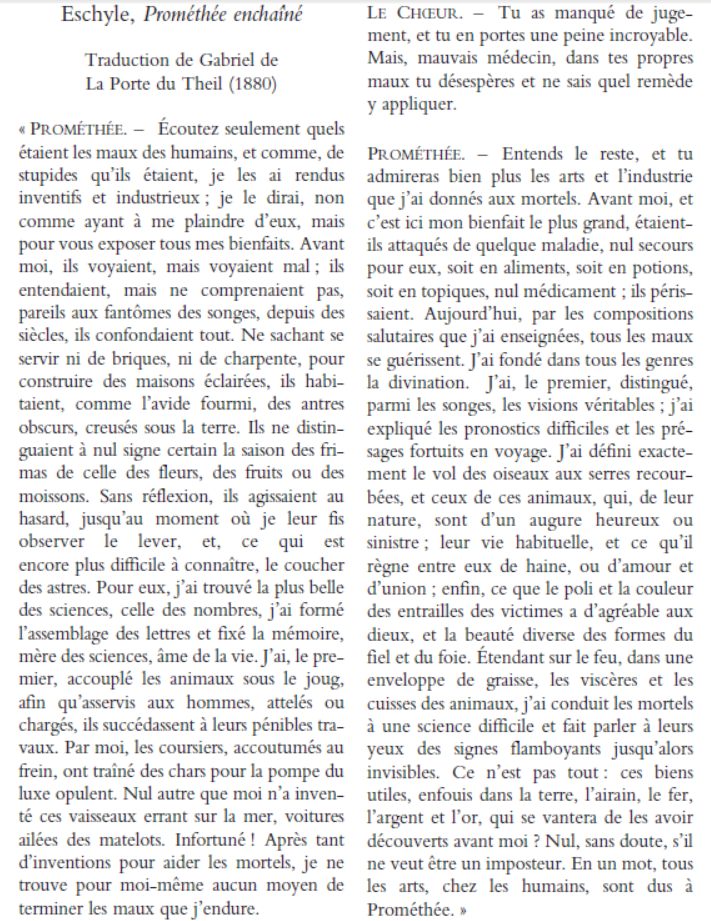 Eschyle, Prométhée enchaîné
Traduction de Gabriel de
La Porte du Theil (1880)
« PROMÉTHÉE. – Écoutez seulement quels
étaient les maux des humains, et comme, de
stupides qu'ils étaient, je les ai rendus
inventifs et industrieux ; je le dirai, non
comme ayant à me plaindre d'eux, mais
pour vous exposer tous mes bienfaits. Avant
moi, ils voyaient, mais voyaient mal ; ils
entendaient, mais ne comprenaient pas,
pareils aux fantômes des songes, depuis des
siècles, ils confondaient tout. Ne sachant se
servir ni de briques, ni de charpente, pour
construire des maisons éclairées, ils habi-
taient, comme l'avide fourmi, des antres
obscurs, creusés sous la terre. Ils ne distin-
guaient à nul signe certain la saison des fri-
mas de celle des fleurs, des fruits ou des
moissons. Sans réflexion, ils agissaient au
hasard, jusqu'au moment où je leur fis
observer le lever, et, ce qui est
encore plus difficile à connaître, le coucher
des astres. Pour eux, j'ai trouvé la plus belle
des sciences, celle des nombres, j'ai formé
l'assemblage des lettres et fixé la mémoire,
mère des sciences, âme de la vie. J'ai, le pre-
mier, accouplé les animaux sous le joug,
afin qu'asservis aux hommes, attelés ou
chargés, ils succédassent à leurs pénibles tra-
vaux. Par moi, les coursiers, accoutumés au
frein, ont traîné des chars pour la pompe du
luxe opulent. Nul autre que moi n'a inven-
té ces vaisseaux errant sur la mer, voitures
ailées des matelots. Infortuné ! Après tant
d'inventions pour aider les mortels, je ne
trouve pour moi-même aucun moyen de
terminer les maux que j'endure.
LE CHŒUR. – Tu as manqué de juge-
ment, et tu en portes une peine incroyable.
Mais, mauvais médecin, dans tes propres
maux tu désespères et ne sais quel remède
y appliquer.
PROMÉTHÉE. – Entends le reste, et tu
admireras bien plus les arts et l'industrie
que j'ai donnés aux mortels. Avant moi, et
c'est ici mon bienfait le plus grand, étaient-
ils attaqués de quelque maladie, nul secours
pour eux, soit en aliments, soit en potions,
soit en topiques, nul médicament ; ils péris-
saient. Aujourd'hui, par les compositions
salutaires que j'ai enseignées, tous les maux
se guérissent. J'ai fondé dans tous les genres
la divination. J'ai, le premier, distingué,
parmi les songes, les visions véritables ; j'ai
expliqué les pronostics difficiles et les pré-
sages fortuits en voyage. J'ai défini exacte-
ment le vol des oiseaux aux serres recour-
bées, et ceux de ces animaux, qui, de leur
nature, sont d'un augure heureux ou
sinistre ; leur vie habituelle, et ce qu'il
règne entre eux de haine, ou d'amour et
d'union ; enfin, ce que le poli et la couleur
des entrailles des victimes a d'agréable aux
dieux, et la beauté diverse des formes du
fiel et du foie. Étendant sur le feu, dans une
enveloppe de graisse, les viscères et les
cuisses des animaux, j'ai conduit les mortels
à une science difficile et fait parler à leurs
yeux des signes flamboyants jusqu'alors
invisibles. Ce n'est pas tout : ces biens
utiles, enfouis dans la terre, l'airain, le fer,
l'argent et l'or, qui se vantera de les avoir
découverts avant moi ? Nul, sans doute, s'il
ne veut être un imposteur. En un mot, tous
les arts, chez les humains, sont dus à
Prométhée. »